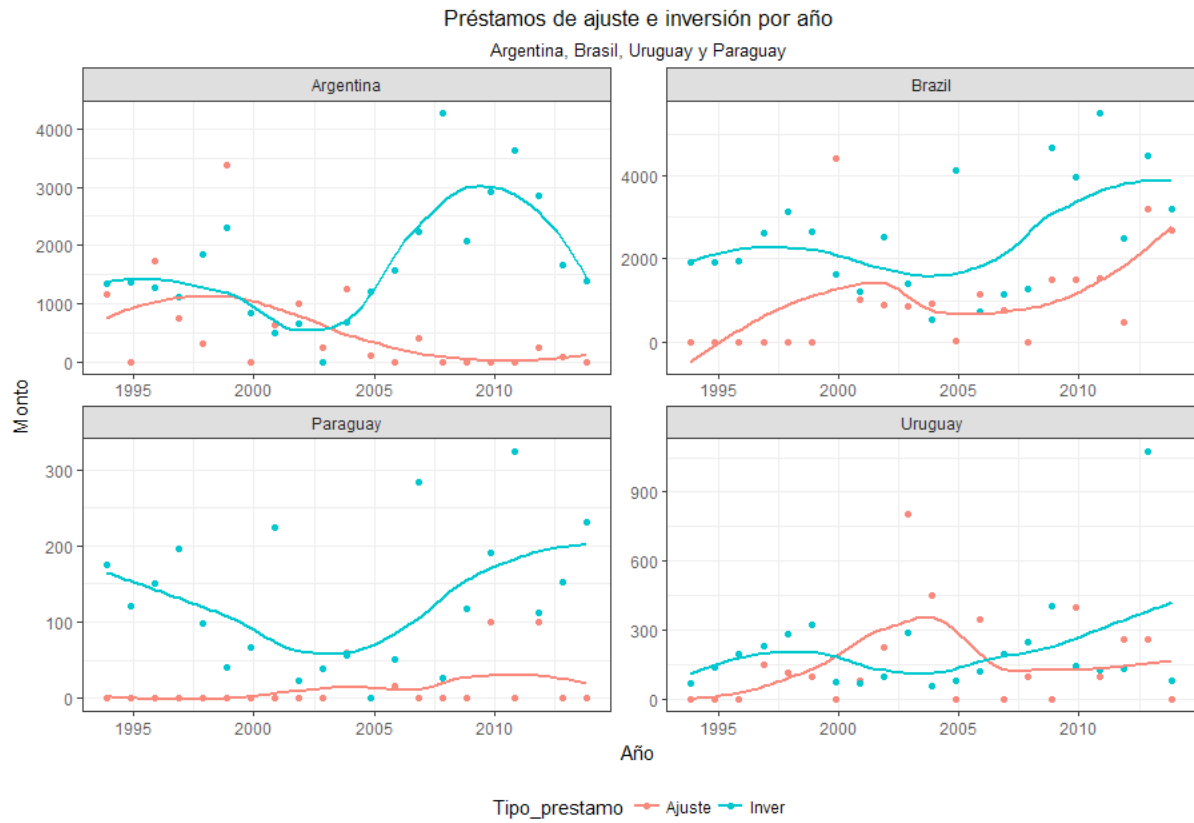 Préstamos de ajuste e inversión por año
Argentina, Brasil, Uruguay y Paraguay
Argentina
4000
3000
2000
1000
0
1995 2000 2005 2010
Brazil
4000
2000
0
1995 2000 2005 2010
Monto
Paraguay
300
200
100
0
1995 2000 2005 2010
Uruguay
900
600
300
0
1995 2000 2005 2010
Año
Tipo_prestamo Ajuste Inver